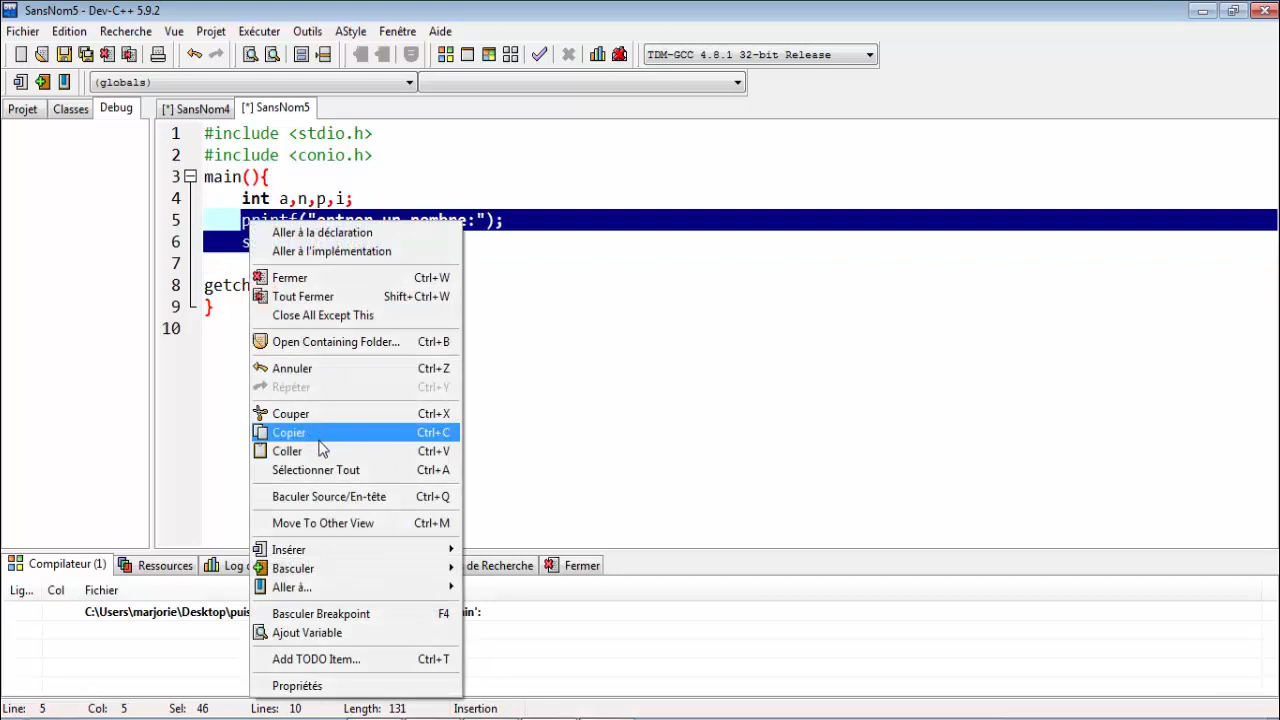 SansNom5 - Dev-C++ 5.9.2
Fichier Edition Recherche Vue Projet Exécuter Outils AStyle Fenêtre Aide
TDM-GCC 4.8.1 32-bit Release
(globals)
Projet Classes Debug [*] SansNom4 [*] SansNom5
1 #include <stdio.h>
2 #include <conio.h>
3 main(){
4 int a,n,p,i;
5 printf("entrer un nombre:");
6 s
7
8 getch
9 }
10
Aller à la déclaration
Aller à l'implémentation
Fermer Ctrl+W
Tout Fermer Shift+Ctrl+W
Close All Except This
Open Containing Folder... Ctrl+B
Annuler Ctrl+Z
Répéter Ctrl+Y
Couper Ctrl+X
Copier Ctrl+C
Coller Ctrl+V
Sélectionner Tout Ctrl+A
Baculer Source/En-tête Ctrl+Q
Move To Other View Ctrl+M
Insérer
Basculer
Aller à...
Basculer Breakpoint F4
Ajout Variable
Add TODO Item... Ctrl+T
Propriétés
Compilateur (1) Ressources Log de Recherche Fermer
Lig... Col Fichier
C:\Users\marjorie\Desktop\puis in':
Line: 5 Col: 5 Sel: 46 Lines: 10 Length: 131 Insertion